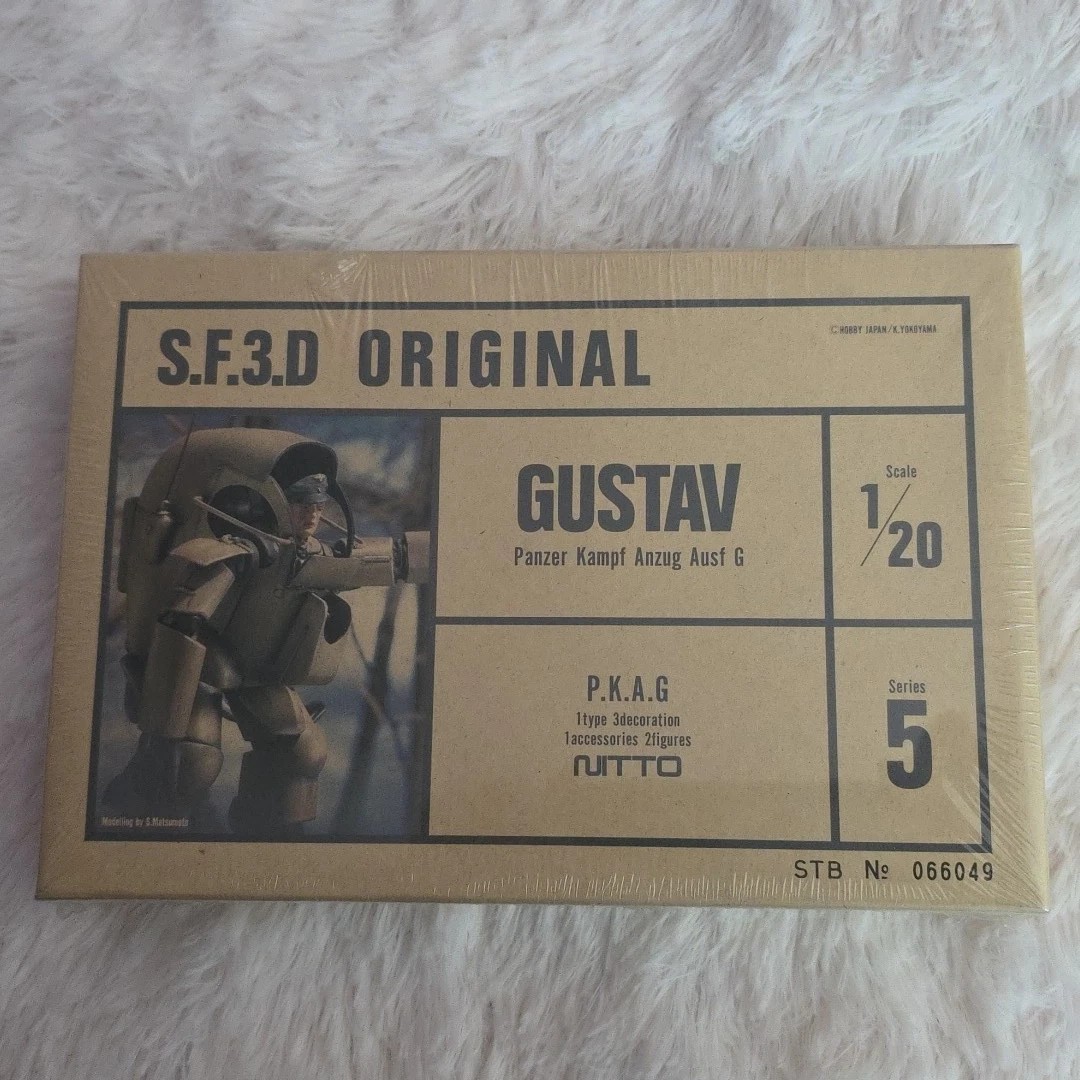 S.F.3.D ORIGINAL
©HOBBY JAPAN/K.YOKOYAMA
GUSTAV
Panzer Kampf Anzug Ausf G
Scale
1/20
P.K.A.G
1type 3decoration
1accessories 2figures
NITTO
Series
5
Modelling by S.Matsumoto
STB № 066049